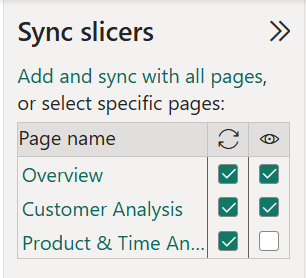 Sync slicers
Add and sync with all pages,
or select specific pages:
Page name
Overview
Customer Analysis
Product & Time An...